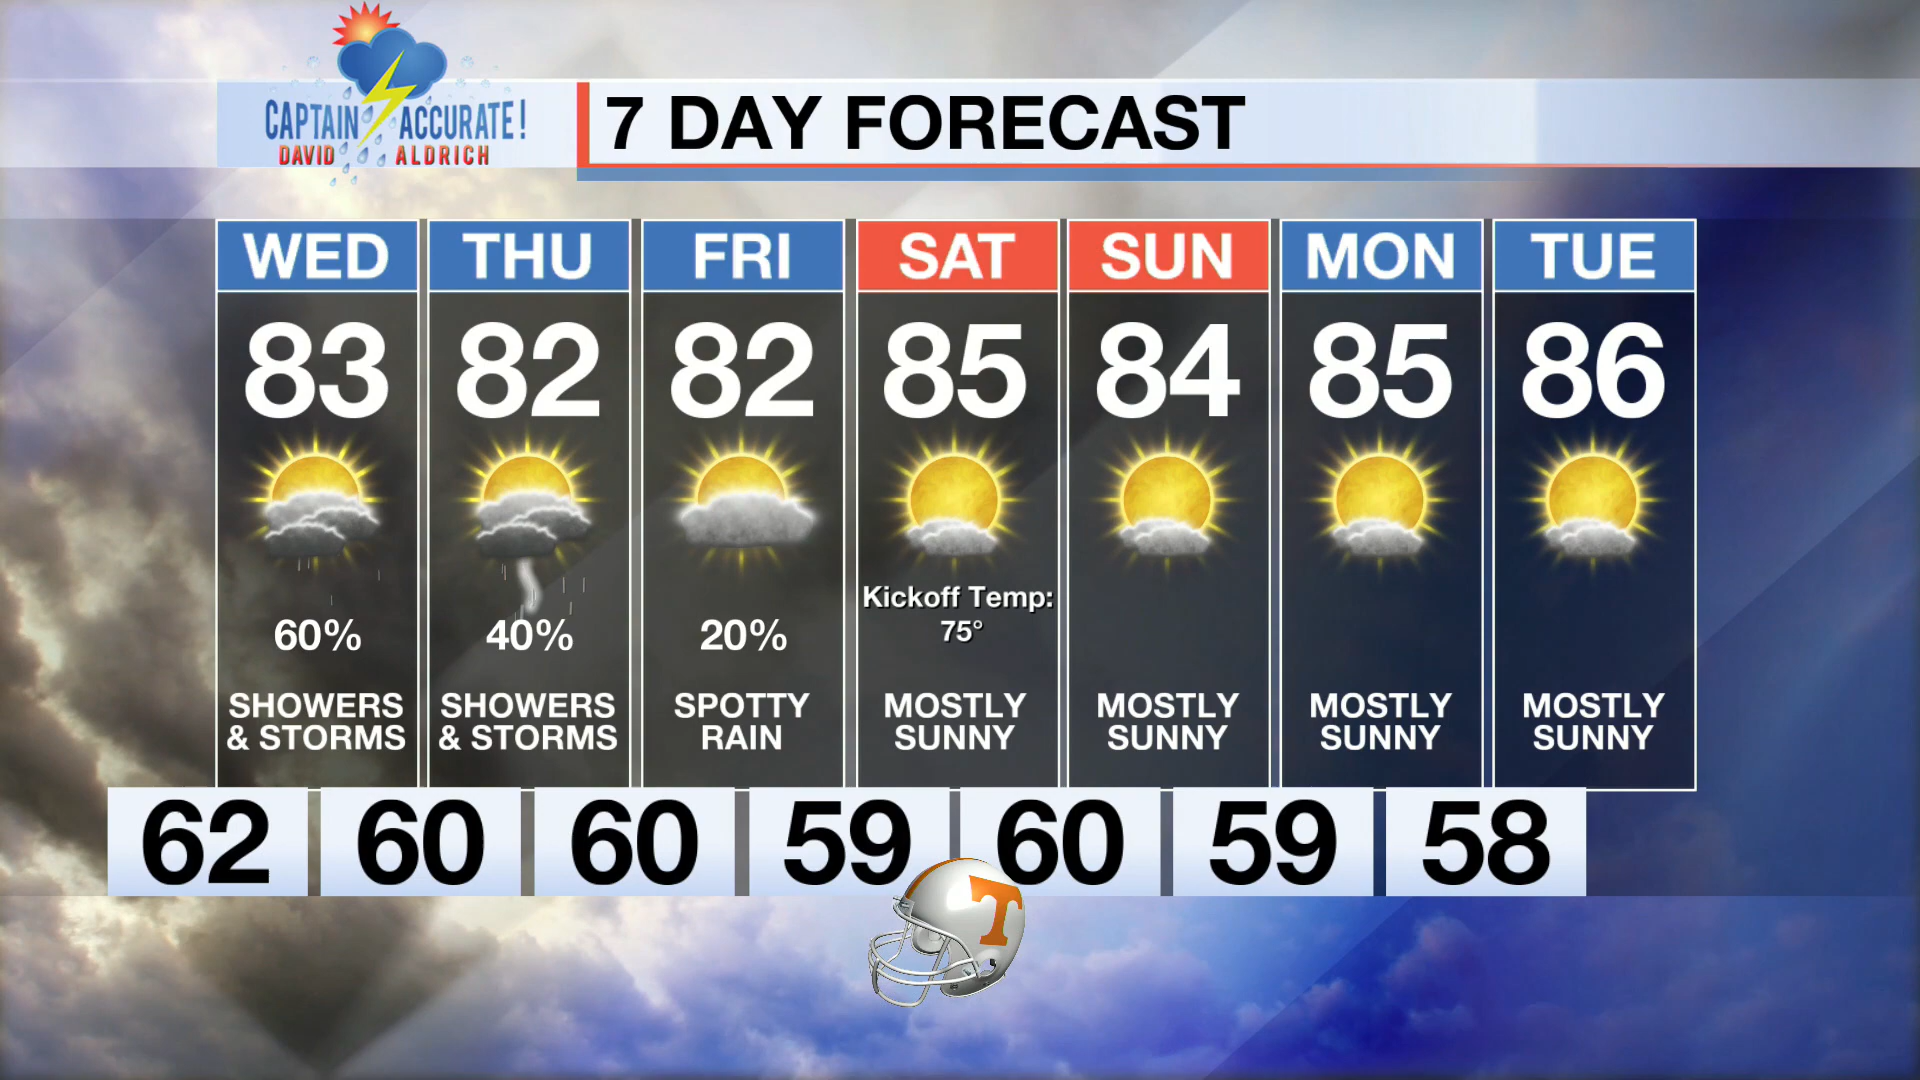 CAPTAIN ACCURATE!
DAVID ALDRICH
7 DAY FORECAST
WED THU FRI SAT SUN MON TUE
83 82 82 85 84 85 86
Kickoff Temp:
75°
60% 40% 20%
SHOWERS
& STORMS
SHOWERS
& STORMS
SPOTTY
RAIN
MOSTLY
SUNNY
MOSTLY
SUNNY
MOSTLY
SUNNY
MOSTLY
SUNNY
62 60 60 59 60 59 58
T